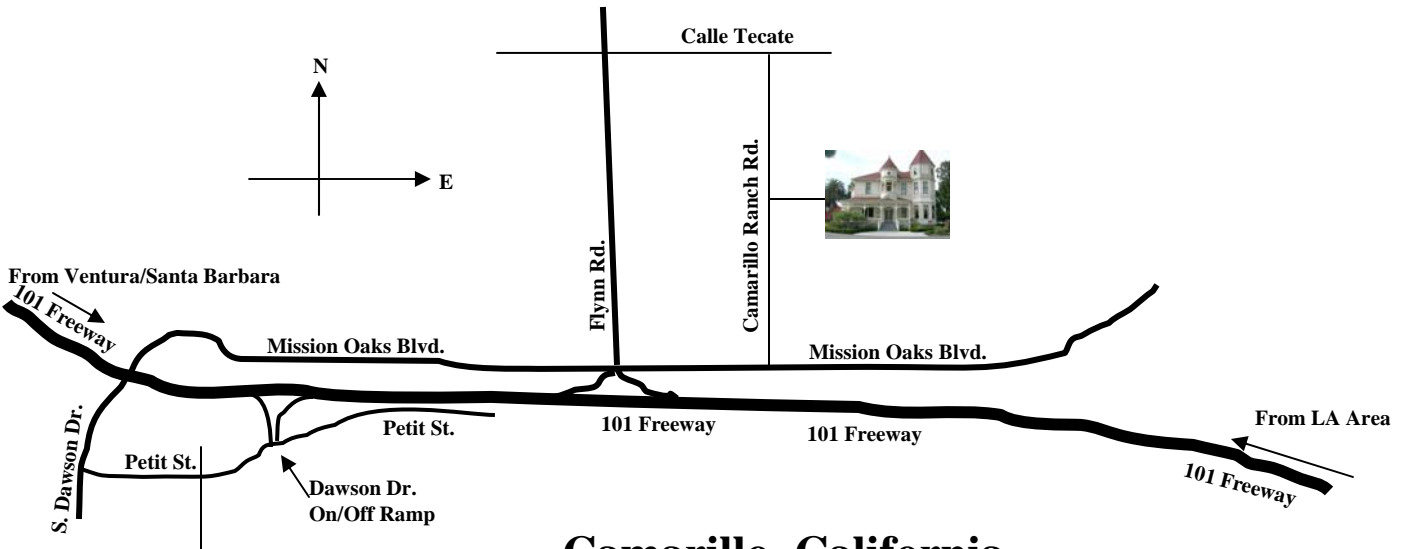 Calle Tecate
N
E
Camarillo Ranch Rd.
Flynn Rd.
From Ventura/Santa Barbara
101 Freeway
Mission Oaks Blvd.
Mission Oaks Blvd.
S. Dawson Dr.
Petit St.
Petit St.
101 Freeway
101 Freeway
From LA Area
101 Freeway
Dawson Dr.
On/Off Ramp
Camarillo, California